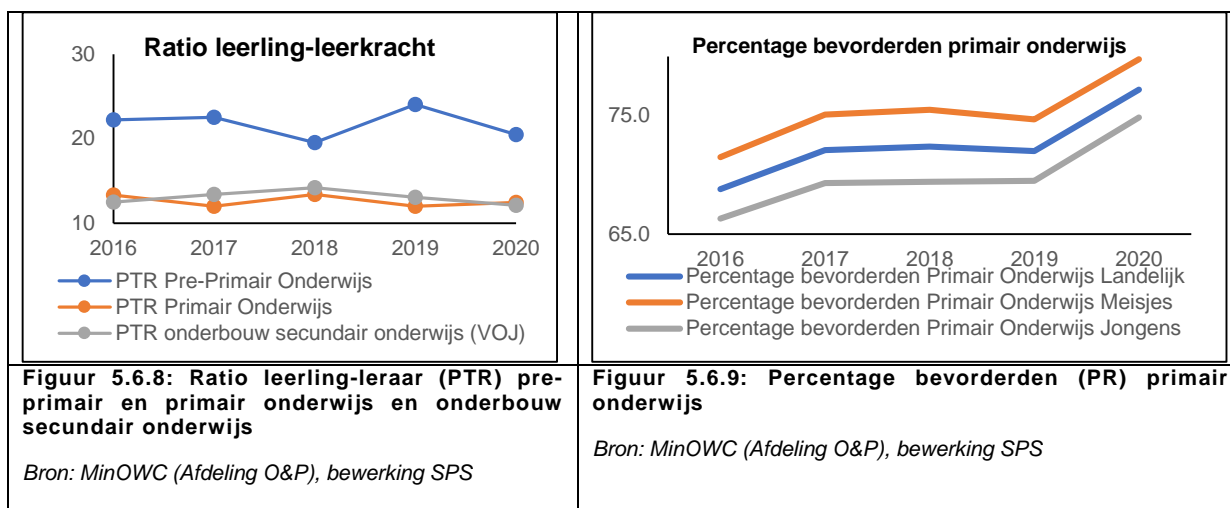 Ratio leerling-leerkracht
30
20
10
2016 2017 2018 2019 2020
PTR Pre-Primair Onderwijs
PTR Primair Onderwijs
PTR onderbouw secundair onderwijs (VOJ)
Figuur 5.6.8: Ratio leerling-leraar (PTR) pre-
primair en primair onderwijs en onderbouw
secundair onderwijs
Bron: MinOWC (Afdeling O&P), bewerking SPS
Percentage bevorderden primair onderwijs
75.0
65.0
2016 2017 2018 2019 2020
Percentage bevorderden Primair Onderwijs Landelijk
Percentage bevorderden Primair Onderwijs Meisjes
Percentage bevorderden Primair Onderwijs Jongens
Figuur 5.6.9: Percentage bevorderden (PR) primair
onderwijs
Bron: MinOWC (Afdeling O&P), bewerking SPS